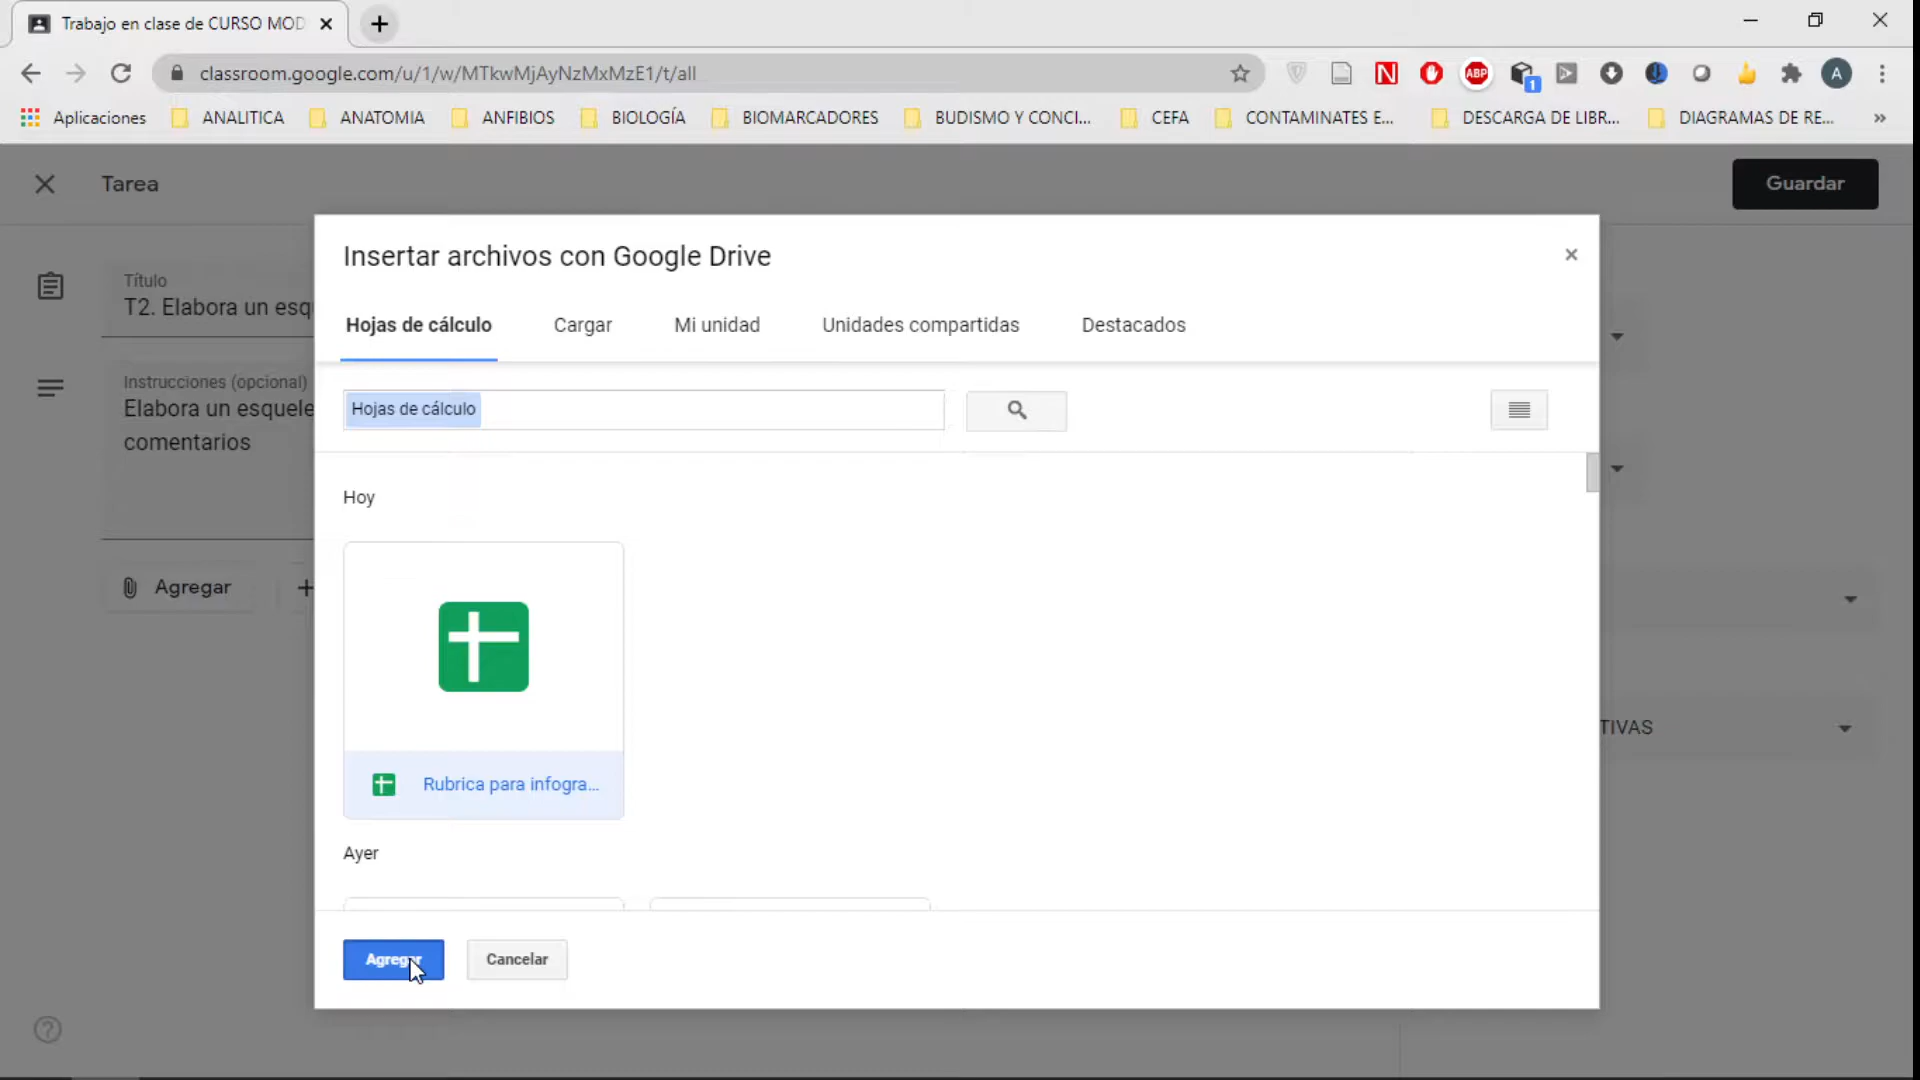 Trabajo en clase de CURSO MOD
classroom.google.com/u/1/w/MTkwMjAyNzMxMzE1/t/all
N
ABP
1
A
Aplicaciones
ANALITICA
ANATOMIA
ANFIBIOS
BIOLOGÍA
BIOMARCADORES
BUDISMO Y CONCI...
CEFA
CONTAMINATES E...
DESCARGA DE LIBR...
DIAGRAMAS DE RE...
»
Tarea
Guardar
Título
T2. Elabora un esqu
Instrucciones (opcional)
Elabora un esquele
comentarios
Agregar
TIVAS
Insertar archivos con Google Drive
Hojas de cálculo
Cargar
Mi unidad
Unidades compartidas
Destacados
Hojas de cálculo
Hoy
Rubrica para infogra...
Ayer
Agregar
Cancelar